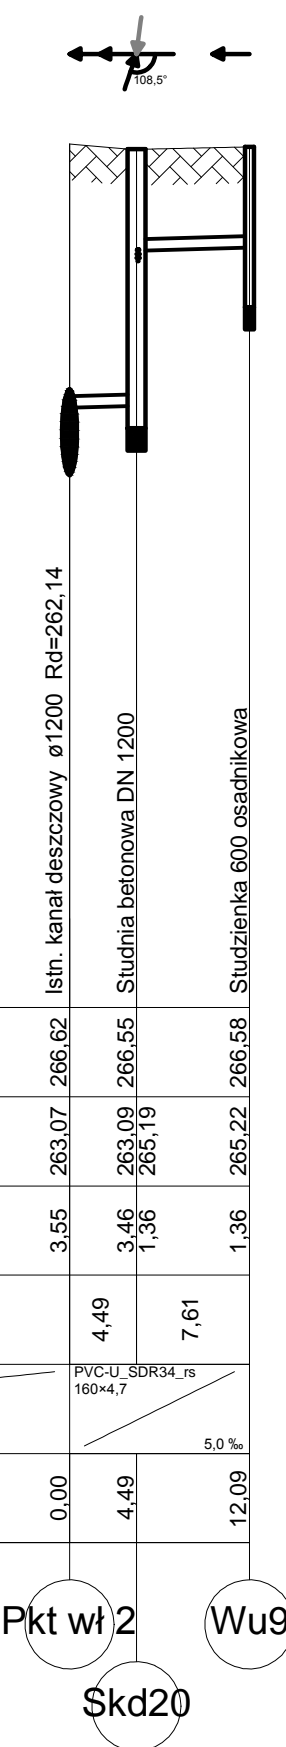 108,5°
Istn. kanał deszczowy ø1200 Rd=262,14
Studnia betonowa DN 1200
Studzienka 600 osadnikowa
266,62
266,55
266,58
263,07
263,09
265,19
265,22
3,55
3,46
1,36
1,36
4,49
7,61
PVC-U_SDR34_rs
160×4,7
5,0 ‰
0,00
4,49
12,09
Pkt wł 2
Wu9
Skd20